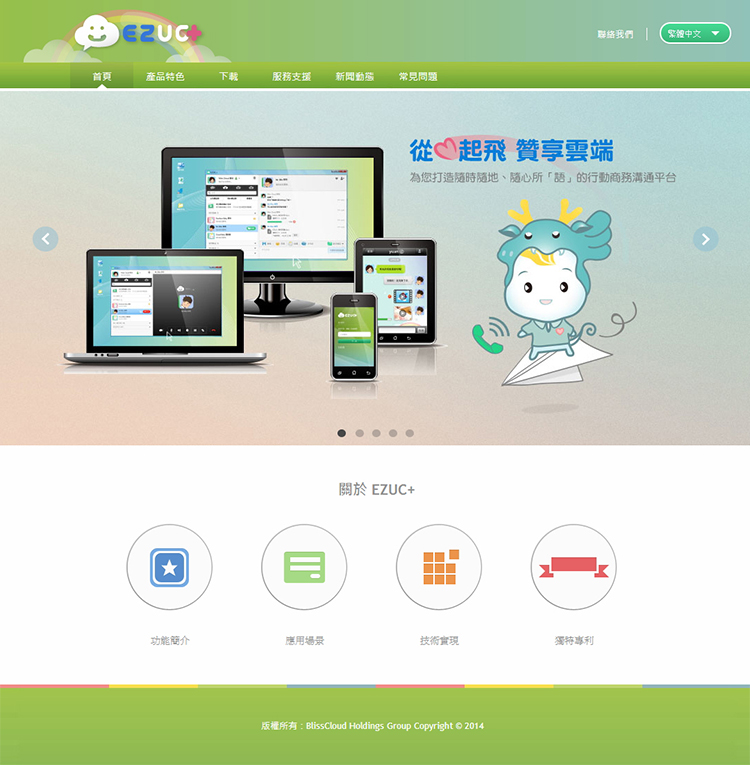 EZUC+
聯絡我們
繁體中文
首頁
產品特色
下載
服務支援
新聞動態
常見問題
從 起飛 贊享雲端
為您打造隨時隨地、隨心所「語」的行動商務溝通平台
關於 EZUC+
功能簡介
應用場景
技術實現
獨特專利
版權所有：BlissCloud Holdings Group Copyright © 2014